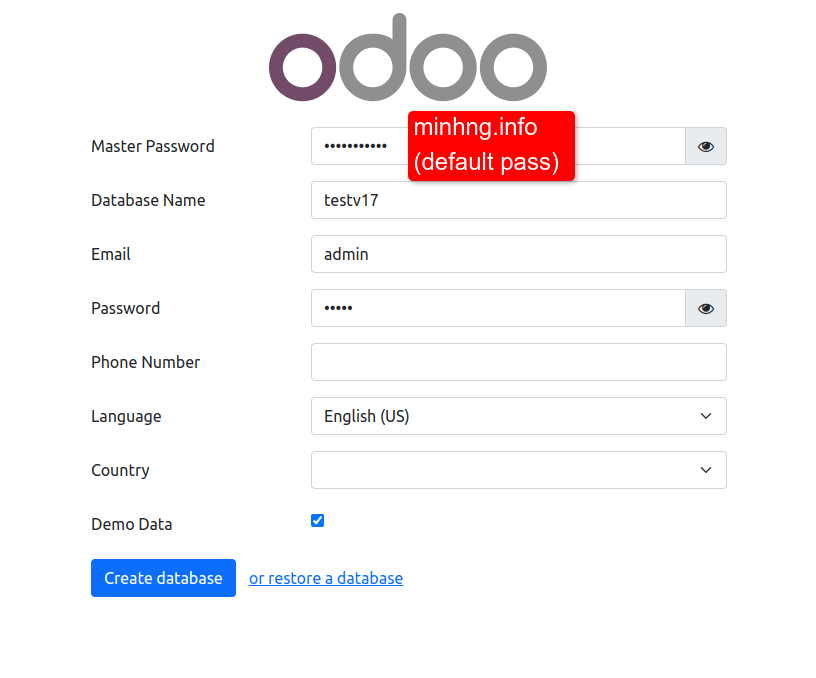 odoo
Master Password •••••••••••
minhng.info
(default pass)
Database Name testv17
Email admin
Password •••••
Phone Number
Language English (US)
Country
Demo Data
Create database or restore a database